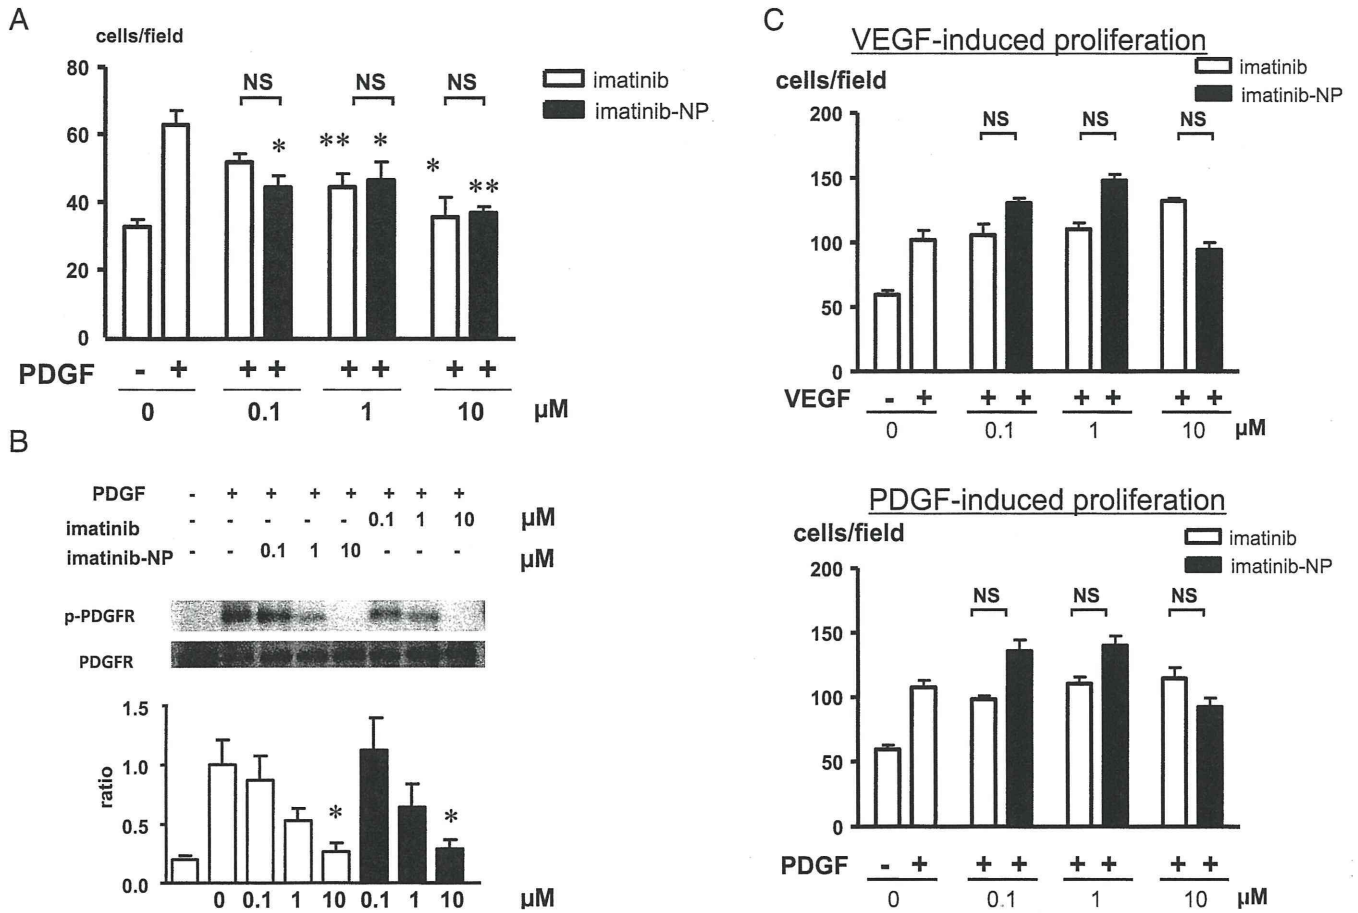 A
cells/field
80
60
40
20
0
NS
NS
NS
*
**
*
*
**
imatinib
imatinib-NP
PDGF - + + + + + + +
0 0.1 1 10 µM
B
PDGF - + + + + + + +
imatinib - - - - - 0.1 1 10 µM
imatinib-NP - - 0.1 1 10 - - - µM
p-PDGFR
PDGFR
1.5
1.0
0.5
0.0
ratio
*
*
0 0.1 1 10 0.1 1 10 µM
C
VEGF-induced proliferation
cells/field
imatinib
imatinib-NP
200
150
100
50
0
NS
NS
NS
VEGF - + + + + + + +
0 0.1 1 10 µM
PDGF-induced proliferation
cells/field
imatinib
imatinib-NP
200
150
100
50
0
NS
NS
NS
PDGF - + + + + + + +
0 0.1 1 10 µM